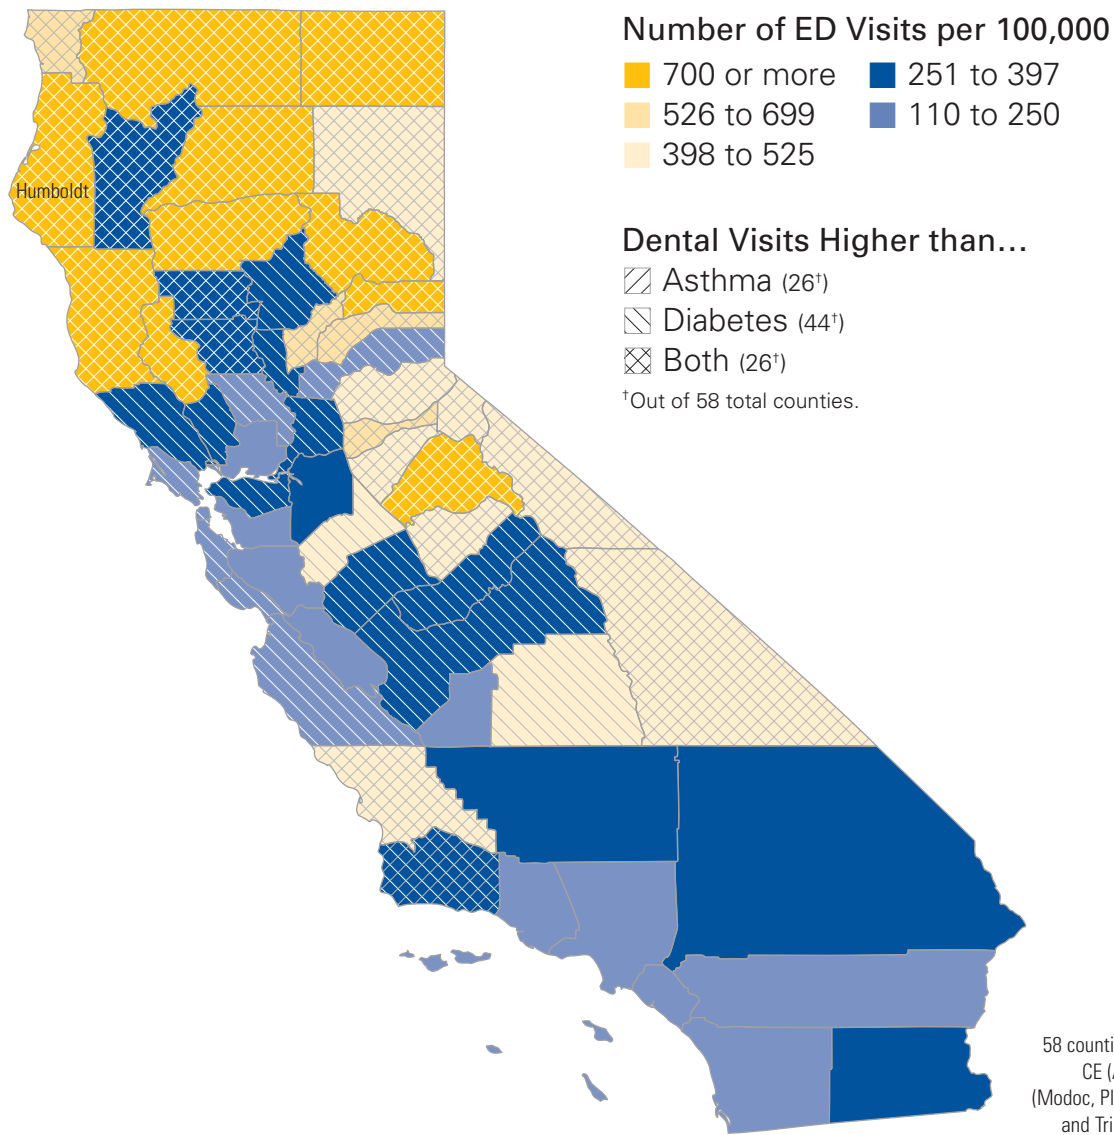 Number of ED Visits per 100,000
700 or more
251 to 397
526 to 699
110 to 250
398 to 525
Humboldt
Dental Visits Higher than…
Asthma (26†)
Diabetes (44†)
Both (26†)
†Out of 58 total counties.
58 counti
CE (
(Modoc, Pl
and Tri